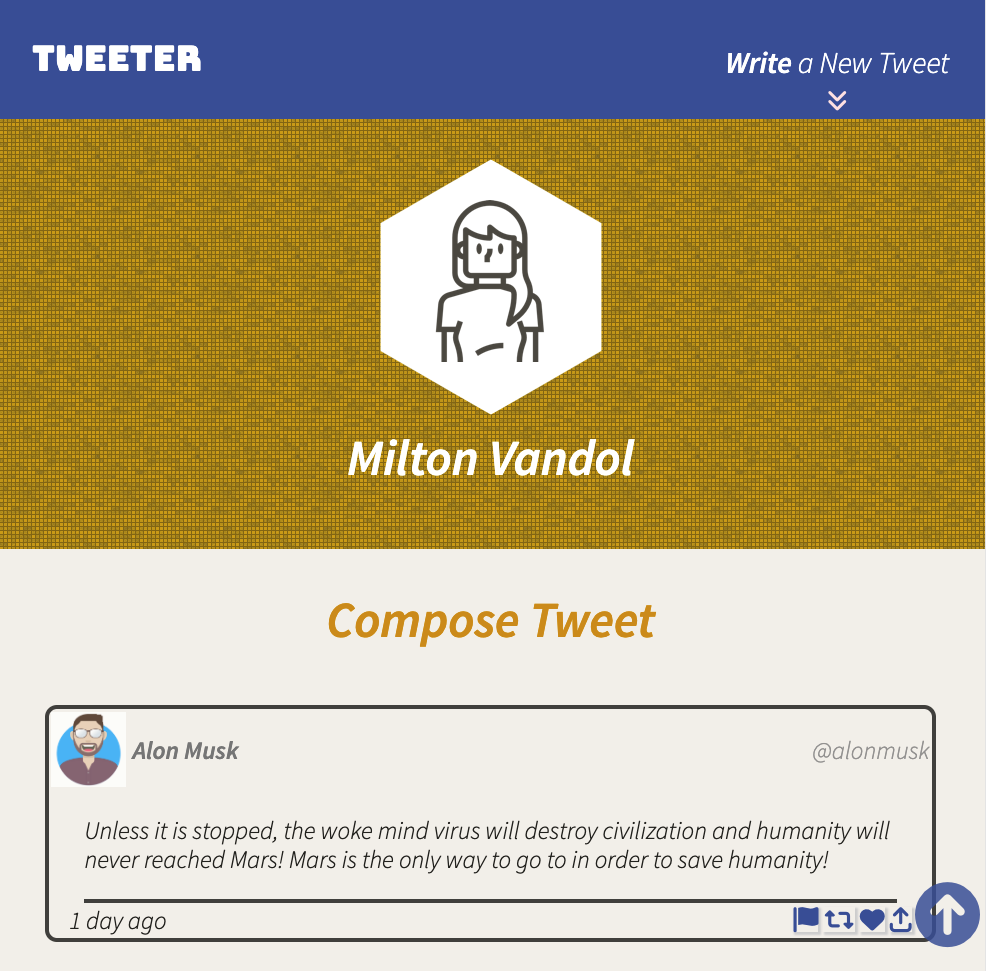 TWEETER
Write a New Tweet
Milton Vandol
Compose Tweet
Alon Musk
@alonmusk
Unless it is stopped, the woke mind virus will destroy civilization and humanity will
never reached Mars! Mars is the only way to go to in order to save humanity!
1 day ago